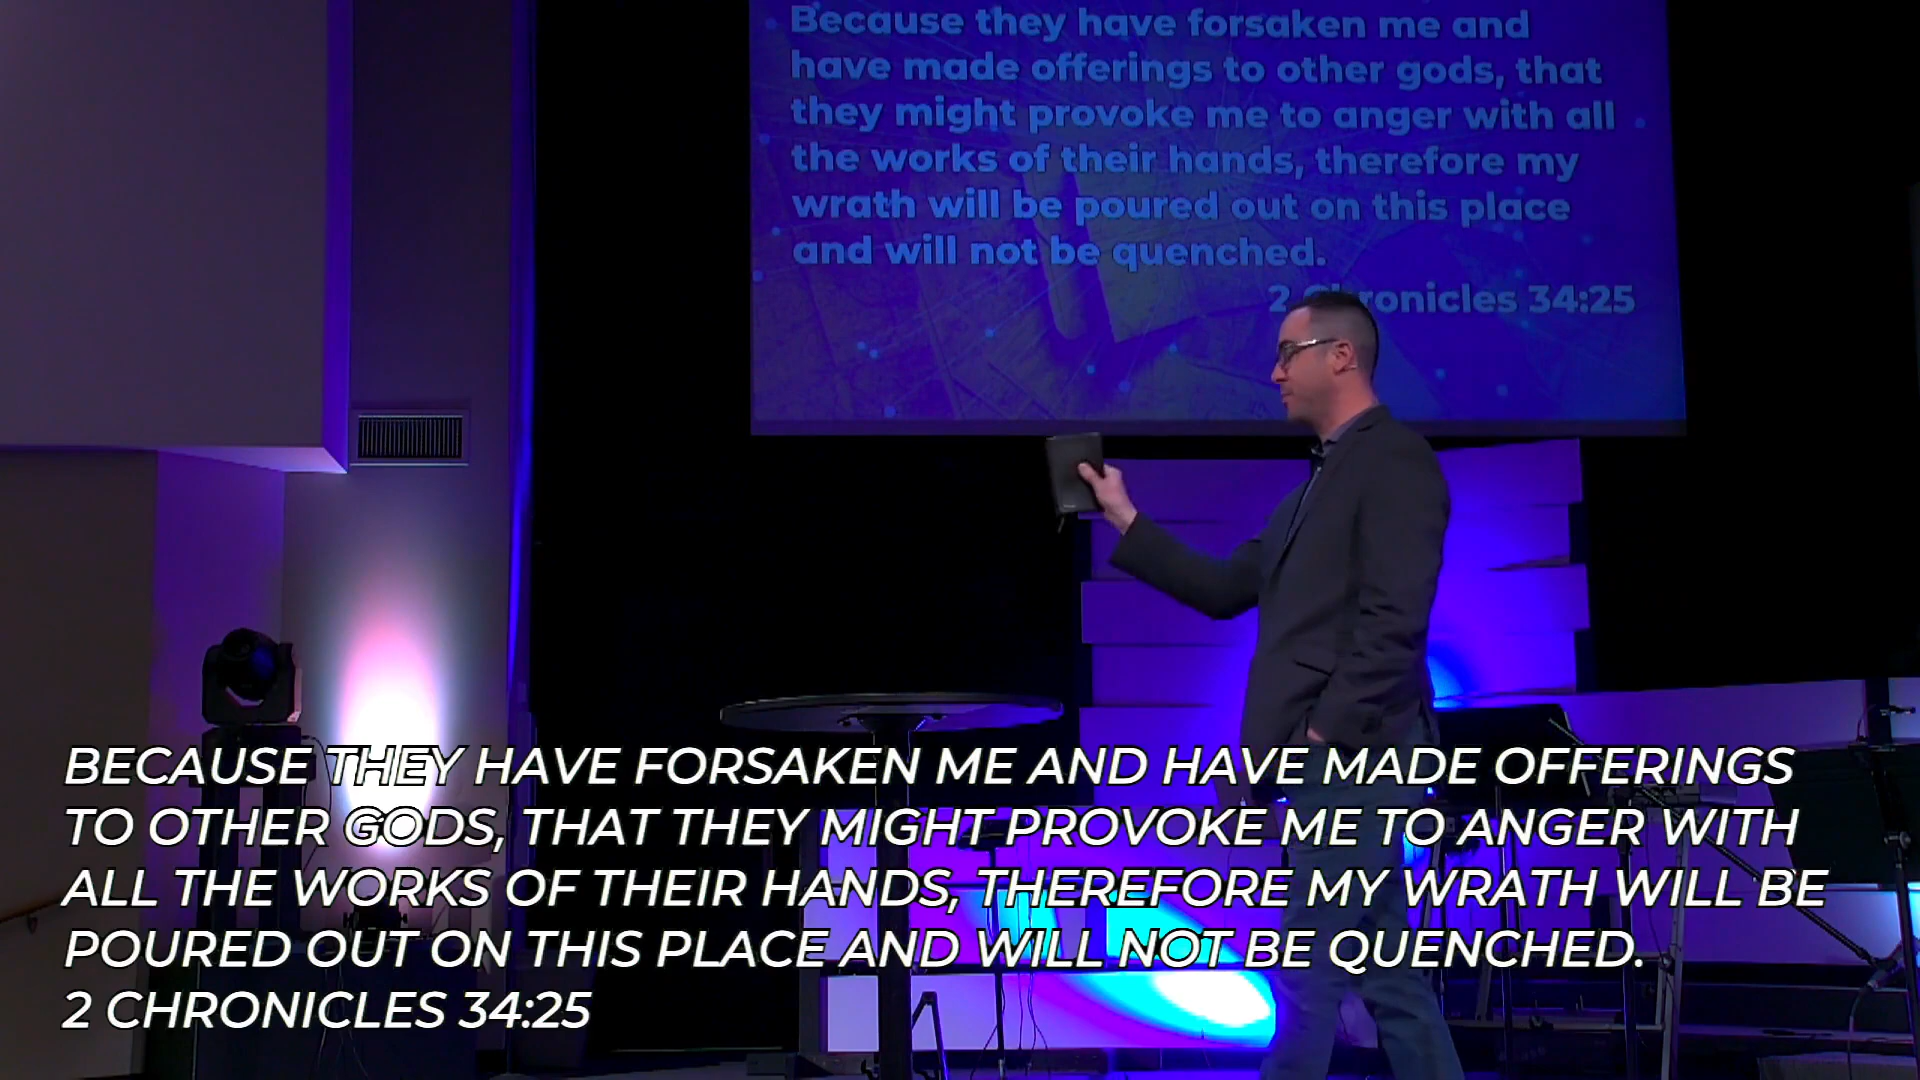 Because they have forsaken me and
have made offerings to other gods, that
they might provoke me to anger with all
the works of their hands, therefore my
wrath will be poured out on this place
and will not be quenched.
2 Chronicles 34:25
BECAUSE THEY HAVE FORSAKEN ME AND HAVE MADE OFFERINGS
TO OTHER GODS, THAT THEY MIGHT PROVOKE ME TO ANGER WITH
ALL THE WORKS OF THEIR HANDS, THEREFORE MY WRATH WILL BE
POURED OUT ON THIS PLACE AND WILL NOT BE QUENCHED.
2 CHRONICLES 34:25